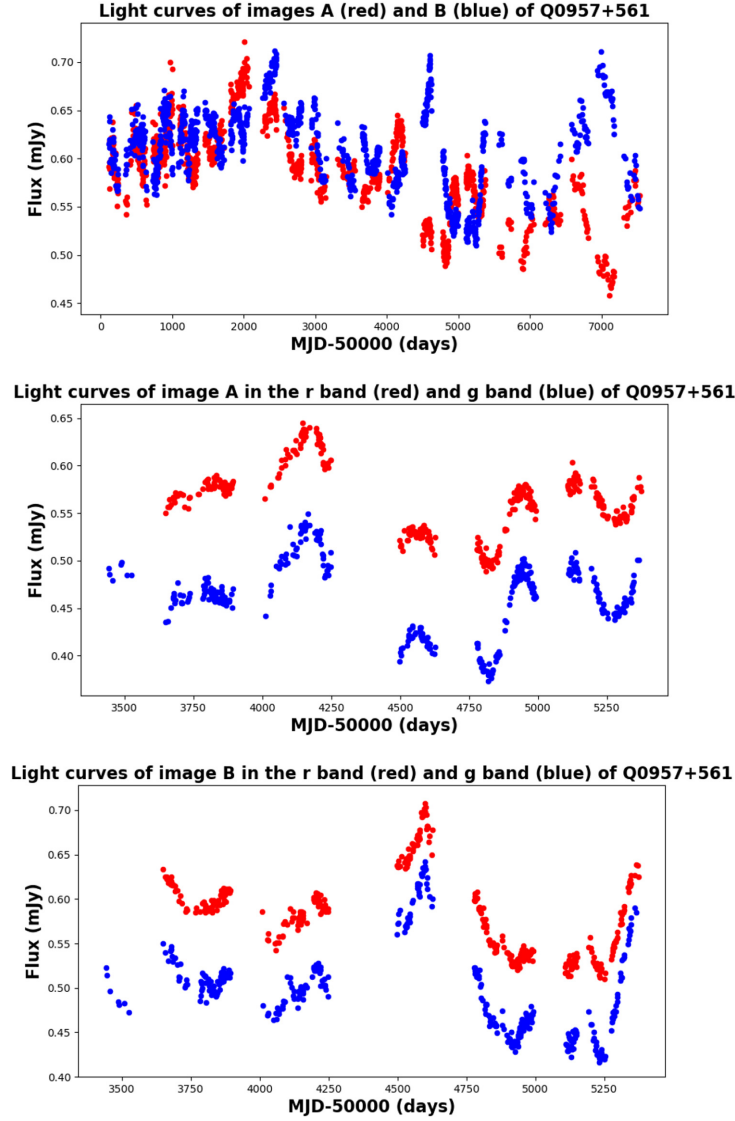 Light curves of images A (red) and B (blue) of Q0957+561
0.70
0.65
0.60
0.55
0.50
0.45
Flux (mJy)
0 1000 2000 3000 4000 5000 6000 7000
MJD-50000 (days)
Light curves of image A in the r band (red) and g band (blue) of Q0957+561
0.65
0.60
0.55
0.50
0.45
0.40
Flux (mJy)
3500 3750 4000 4250 4500 4750 5000 5250
MJD-50000 (days)
Light curves of image B in the r band (red) and g band (blue) of Q0957+561
0.70
0.65
0.60
0.55
0.50
0.45
0.40
Flux (mJy)
3500 3750 4000 4250 4500 4750 5000 5250
MJD-50000 (days)